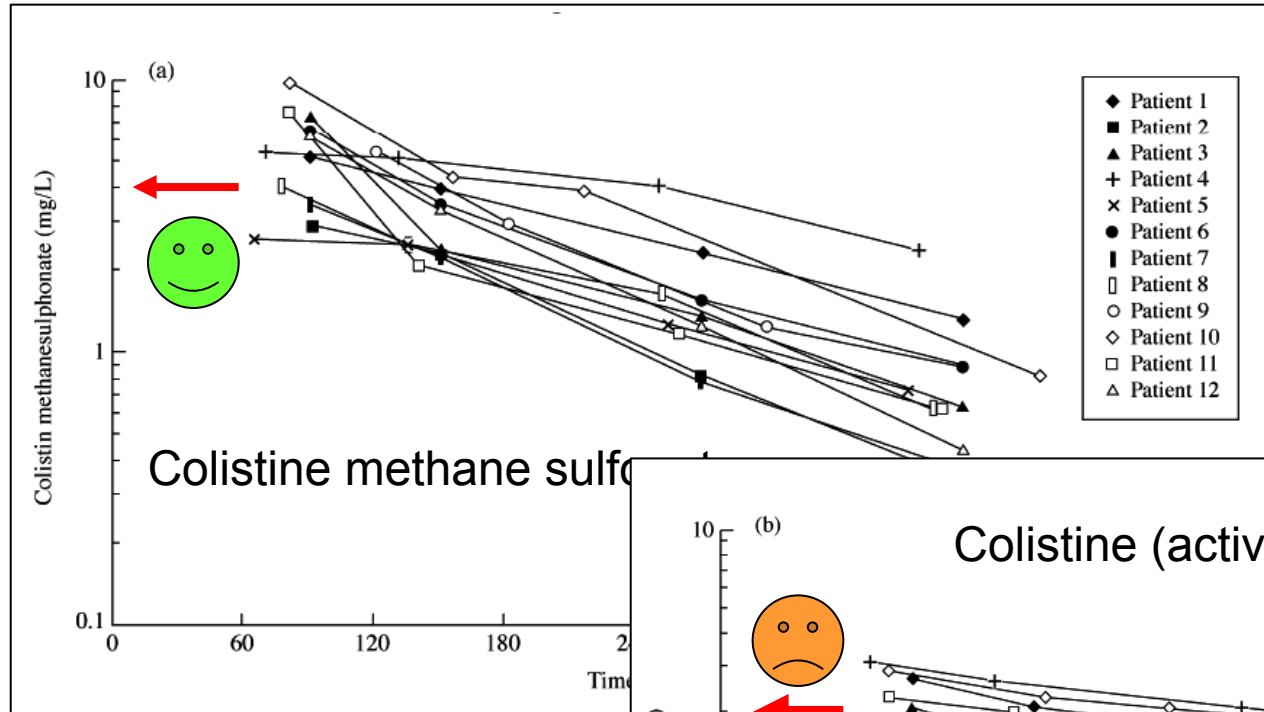 (a)
10
1
0.1
Colistin methanesulphonate (mg/L)
0
60
120
180
Patient 1
Patient 2
Patient 3
Patient 4
Patient 5
Patient 6
Patient 7
Patient 8
Patient 9
Patient 10
Patient 11
Patient 12
Colistine methane
(b)
10
Colistine